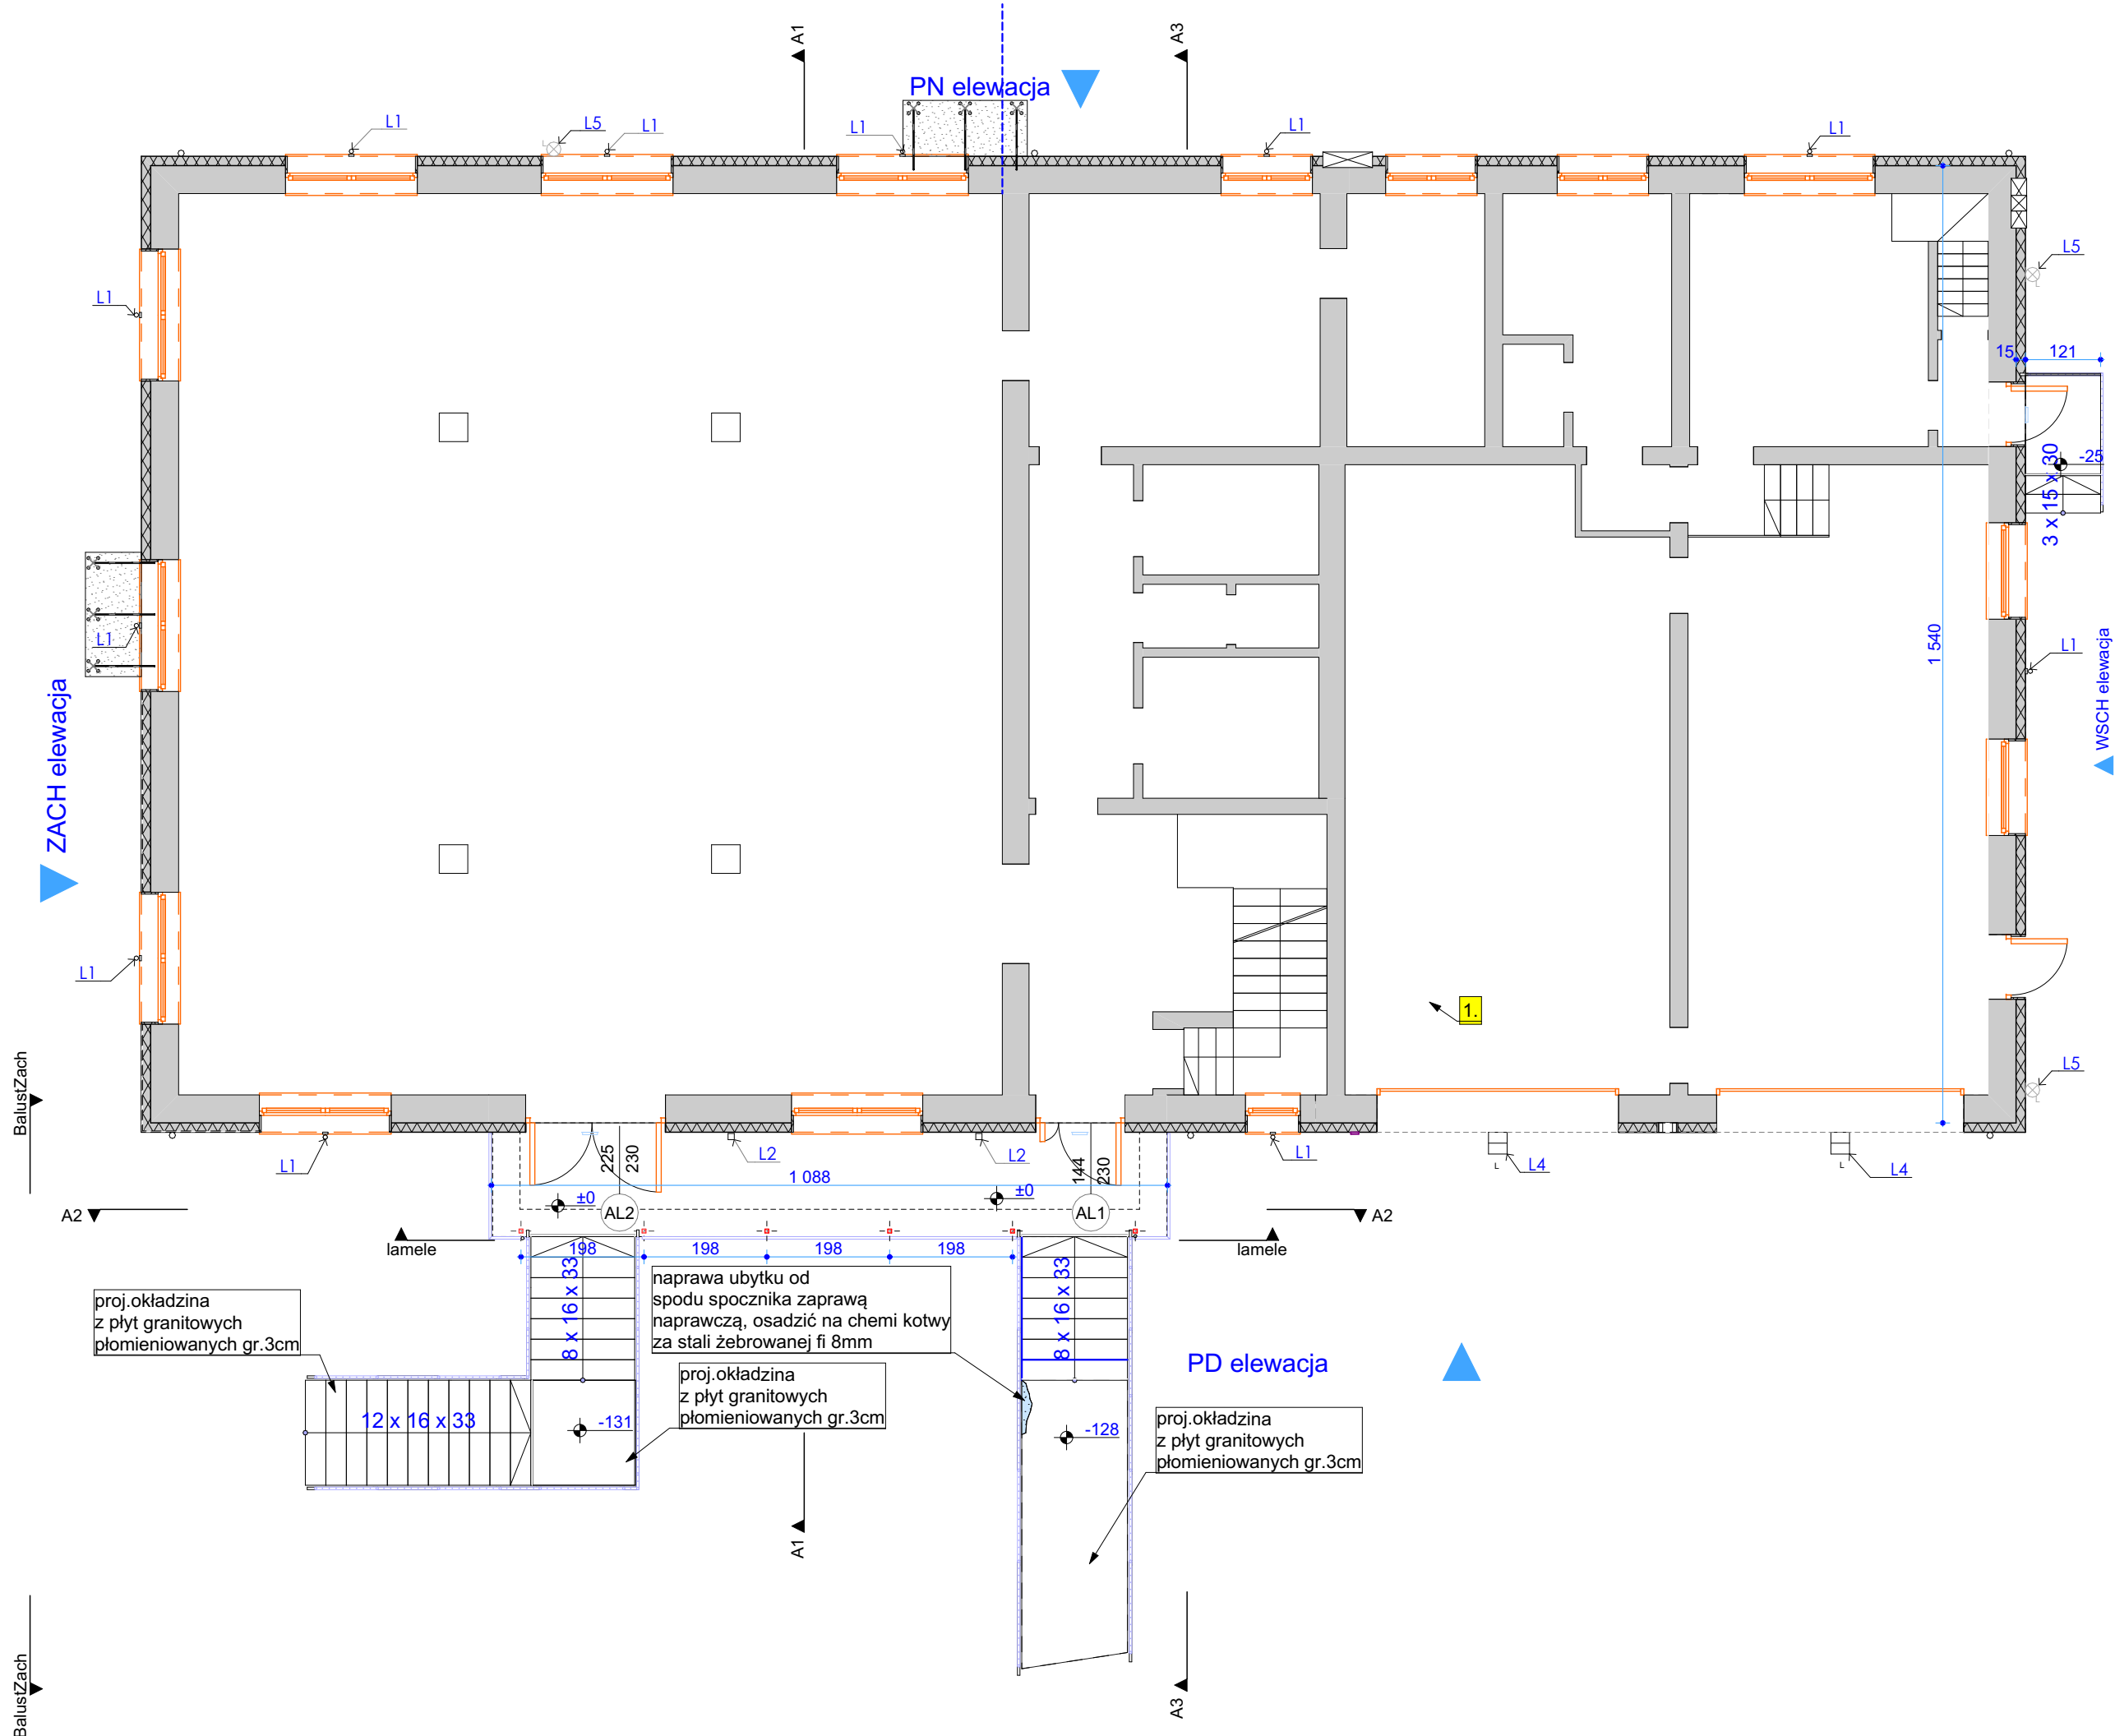 A1
A3
PN elewacja
L1
L5
L1
L1
L1
L1
L5
L1
15
121
-25
3 x 15 x 30
1 540
L1
L1
WSCH elewacja
ZACH elewacja
L1
1.
L5
BalustZach
L1
L2
L2
L1
L4
L4
225
230
144
230
1 088
±0
±0
AL2
AL1
A2
A2
lamele
lamele
198
198
198
198
8 x 16 x 33
8 x 16 x 33
naprawa ubytku od
spodu spocznika zaprawą
naprawczą, osadzić na chemi kotwy
za stali żebrowanej fi 8mm
proj.okładzina
z płyt granitowych
płomieniowanych gr.3cm
PD elewacja
proj.okładzina
z płyt granitowych
płomieniowanych gr.3cm
12 x 16 x 33
-131
-128
proj.okładzina
z płyt granitowych
płomieniowanych gr.3cm
A1
A3
BalustZach